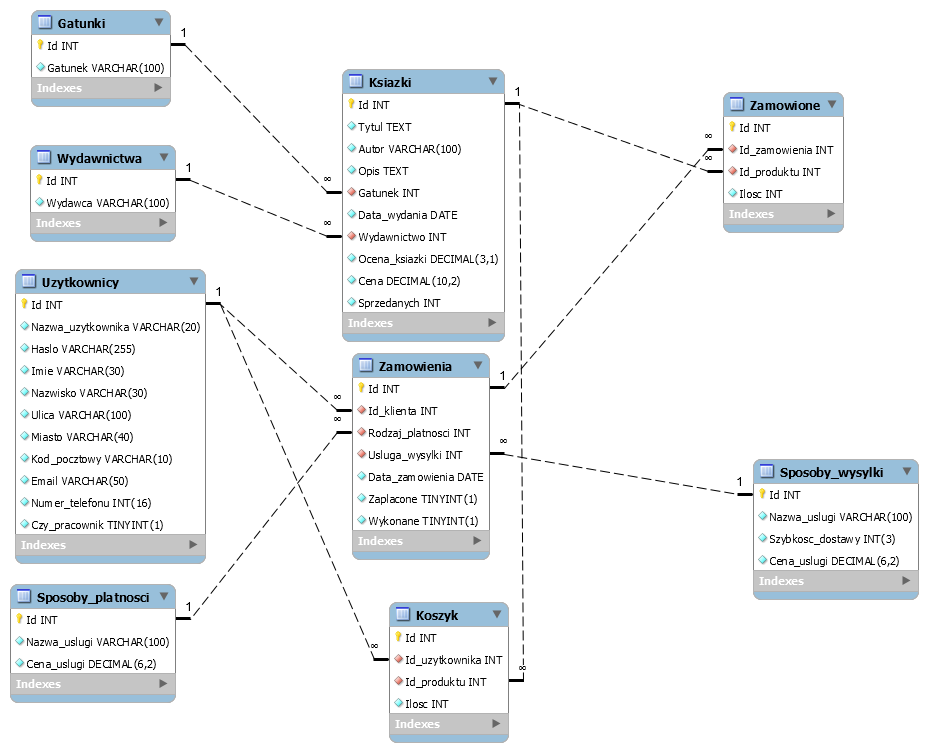 Gatunki
Id INT
Gatunek VARCHAR(100)
Indexes
1
∞
Wydawnictwa
Id INT
Wydawca VARCHAR(100)
Indexes
1
∞
Ksiazki
Id INT
Tytul TEXT
Autor VARCHAR(100)
Opis TEXT
Gatunek INT
Data_wydania DATE
Wydawnictwo INT
Ocena_ksiazki DECIMAL(3,1)
Cena DECIMAL(10,2)
Sprzedanych INT
Indexes
1
∞
∞
Zamowione
Id INT
Id_zamowienia INT
Id_produktu INT
Ilosc INT
Indexes
Uzytkownicy
Id INT
Nazwa_uzytkownika VARCHAR(20)
Haslo VARCHAR(255)
Imie VARCHAR(30)
Nazwisko VARCHAR(30)
Ulica VARCHAR(100)
Miasto VARCHAR(40)
Kod_pocztowy VARCHAR(10)
Email VARCHAR(50)
Numer_telefonu INT(16)
Czy_pracownik TINYINT(1)
Indexes
1
∞
∞
Zamowienia
Id INT
Id_klienta INT
Rodzaj_platnosci INT
Usluga_wysylki INT
Data_zamowienia DATE
Zaplacone TINYINT(1)
Wykonane TINYINT(1)
Indexes
1
∞
1
Sposoby_wysylki
Id INT
Nazwa_uslugi VARCHAR(100)
Szybkosc_dostawy INT(3)
Cena_uslugi DECIMAL(6,2)
Indexes
Sposoby_platnosci
Id INT
Nazwa_uslugi VARCHAR(100)
Cena_uslugi DECIMAL(6,2)
Indexes
1
∞
Koszyk
Id INT
Id_uzytkownika INT
Id_produktu INT
Ilosc INT
Indexes
∞